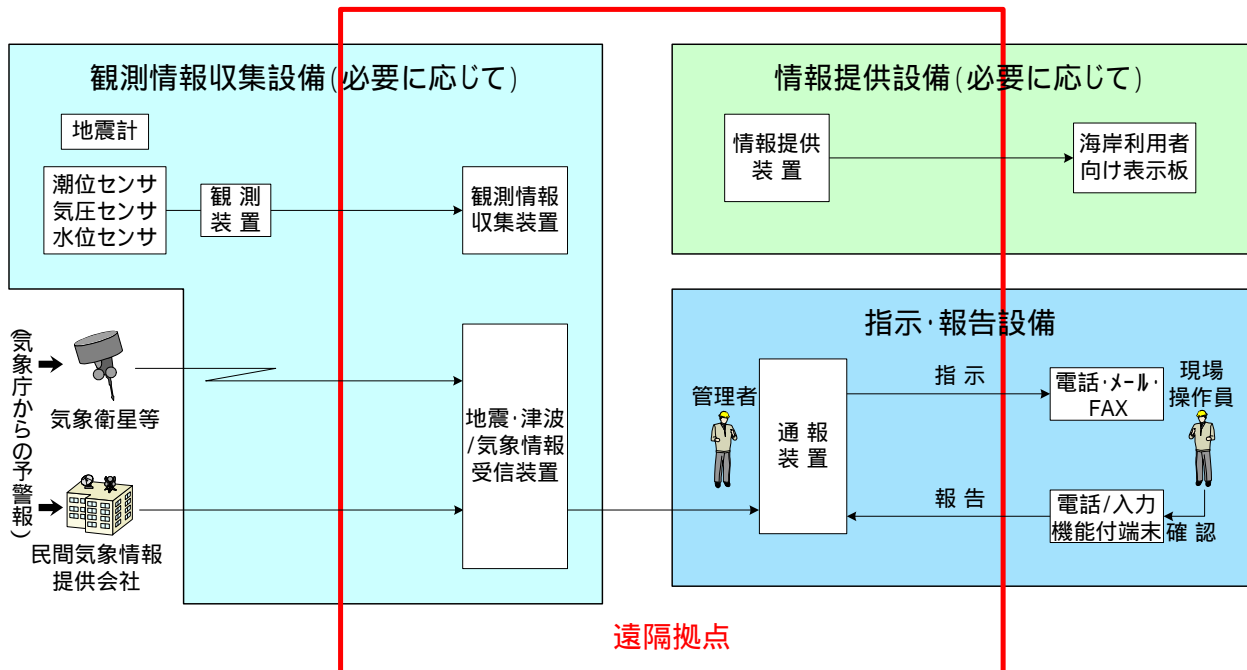 観測情報収集設備(必要に応じて)
地震計
潮位センサ
気圧センサ
水位センサ
観 測
装 置
観測情報
収集装置
(気象庁からの予警報)
気象衛星等
民間気象情報
提供会社
地震・津波
/気象情報
受信装置
情報提供設備(必要に応じて)
情報提供
装 置
海岸利用者
向け表示板
指示・報告設備
管理者
通 報
装 置
指 示
電話・ﾒｰﾙ・
FAX
現場
操作員
報 告
電話/入力
機能付端末
確 認
遠隔拠点